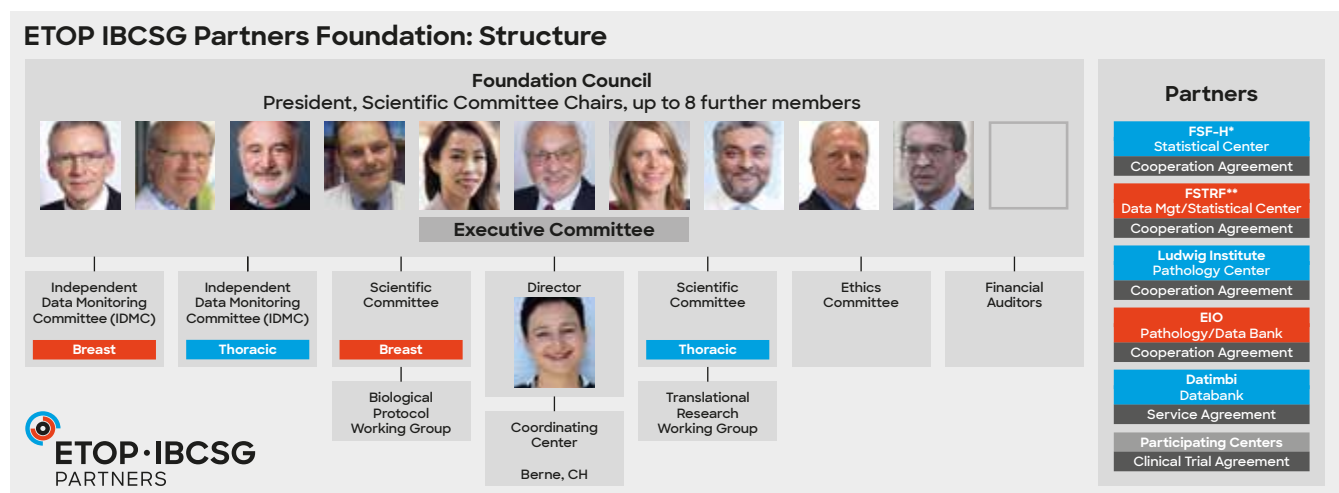 ETOP IBCSG Partners Foundation: Structure
Foundation Council
President, Scientific Committee Chairs, up to 8 further members
Executive Committee
Independent
Data Monitoring
Committee (IDMC)
Breast
Independent
Data Monitoring
Committee (IDMC)
Thoracic
Scientific
Committee
Breast
Biological
Protocol
Working Group
Director
Coordinating
Center
Berne, CH
Scientific
Committee
Thoracic
Translational
Research
Working Group
Ethics
Committee
Financial
Auditors
Partners
FSF-H*
Statistical Center
Cooperation Agreement
FSTRF**
Data Mgt/Statistical Center
Cooperation Agreement
Ludwig Institute
Pathology Center
Cooperation Agreement
EIO
Pathology/Data Bank
Cooperation Agreement
Datimbi
Databank
Service Agreement
Participating Centers
Clinical Trial Agreement
ETOP·IBCSG
PARTNERS